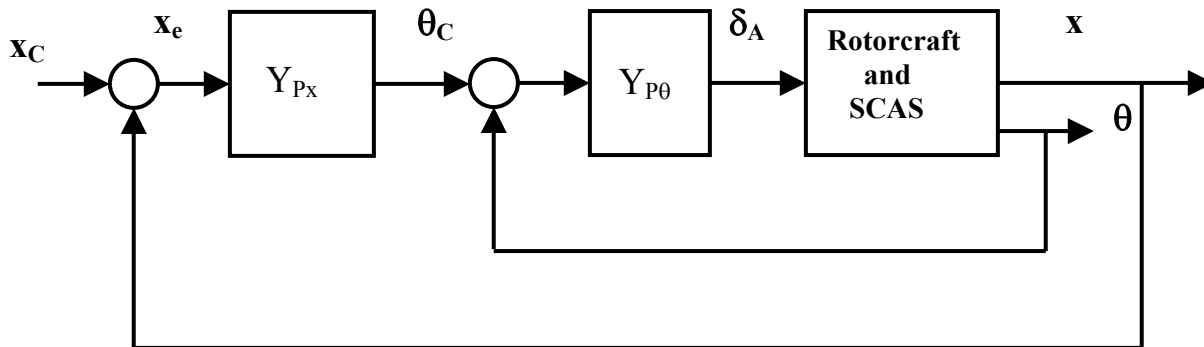 x_C
x_e
Y_Px
θ_C
Y_Pθ
δ_A
Rotorcraft
and
SCAS
x
θ